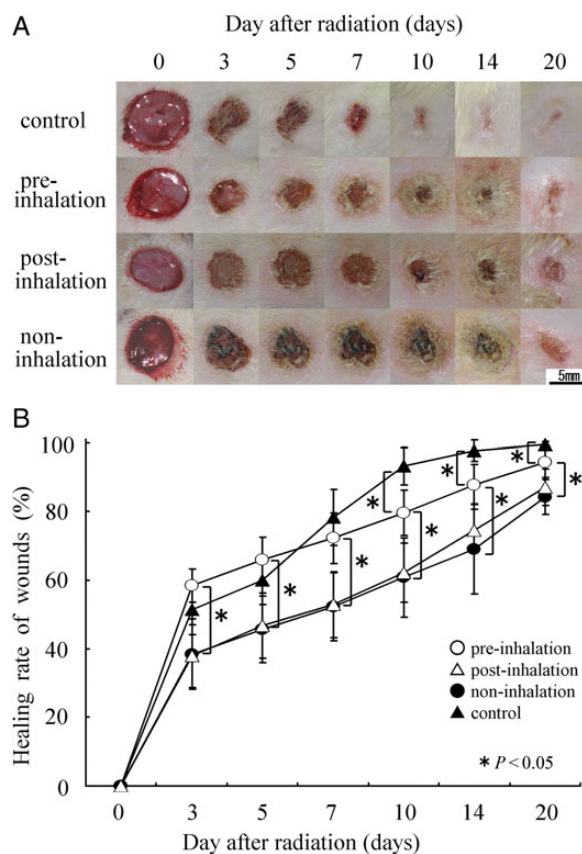 A
Day after radiation (days)
0 3 5 7 10 14 20
control
pre-
inhalation
post-
inhalation
non-
inhalation
5mm
B
Healing rate of wounds (%)
100
80
60
40
20
0
* * * * * * * *
pre-inhalation
post-inhalation
non-inhalation
control
* P < 0.05
0 3 5 7 10 14 20
Day after radiation (days)